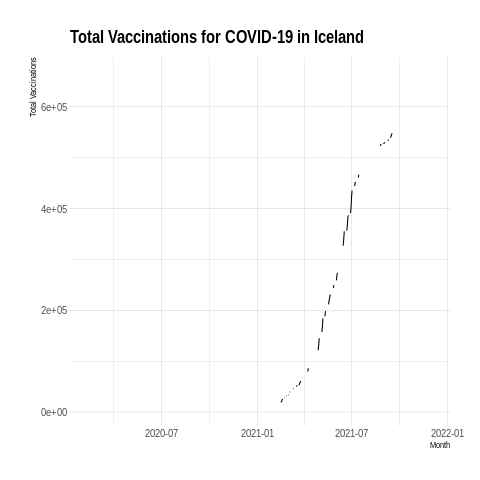 Total Vaccinations for COVID-19 in Iceland
Total Vaccinations
6e+05
4e+05
2e+05
0e+00
2020-07
2021-01
2021-07
2022-01
Month